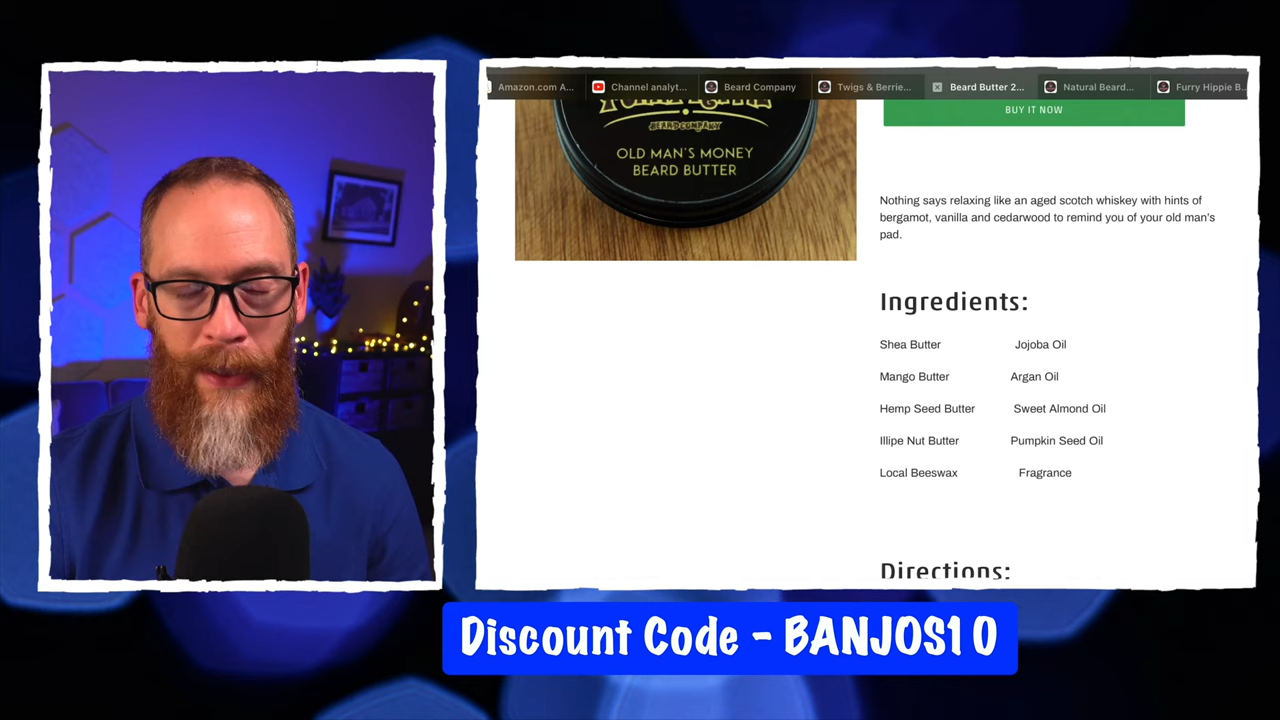 Amazon.com A...
Channel analyt...
Beard Company
Twigs & Berrie...
Beard Butter 2...
Natural Beard...
Furry Hippie B...
BUY IT NOW
BEARD COMPANY
OLD MAN'S MONEY
BEARD BUTTER
Nothing says relaxing like an aged scotch whiskey with hints of
bergamot, vanilla and cedarwood to remind you of your old man's
pad.
Ingredients:
Shea Butter Jojoba Oil
Mango Butter Argan Oil
Hemp Seed Butter Sweet Almond Oil
Illipe Nut Butter Pumpkin Seed Oil
Local Beeswax Fragrance
Directions:
Discount Code - BANJOS10